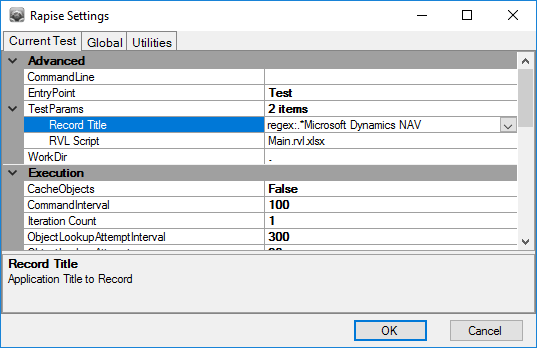 Rapise Settings
Current Test Global Utilities
Advanced
CommandLine
EntryPoint Test
TestParams 2 items
Record Title regex:.*Microsoft Dynamics NAV
RVL Script Main.rvl.xlsx
WorkDir .
Execution
CacheObjects False
CommandInterval 100
Iteration Count 1
ObjectLookupAttemptInterval 300
Record Title
Application Title to Record
OK Cancel